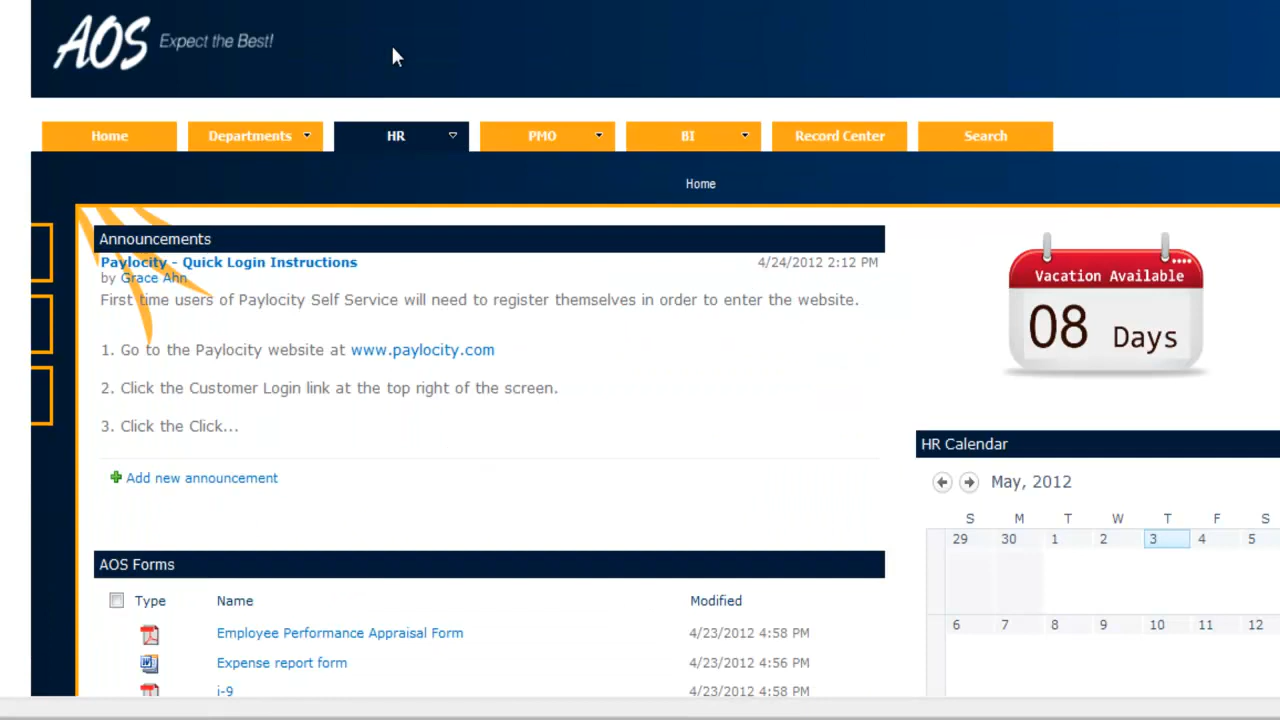 AOS Expect the Best!
Home Departments HR PMO BI Record Center Search
Home
Announcements
Paylocity - Quick Login Instructions 4/24/2012 2:12 PM
by Grace Ahn
First time users of Paylocity Self Service will need to register themselves in order to enter the website.
1. Go to the Paylocity website at www.paylocity.com
2. Click the Customer Login link at the top right of the screen.
3. Click the Click...
Add new announcement
AOS Forms
Type Name Modified
Employee Performance Appraisal Form 4/23/2012 4:58 PM
Expense report form 4/23/2012 4:56 PM
i-9 4/23/2012 4:58 PM
Vacation Available
08 Days
HR Calendar
May, 2012
S M T W T F S
29 30 1 2 3 4 5
6 7 8 9 10 11 12